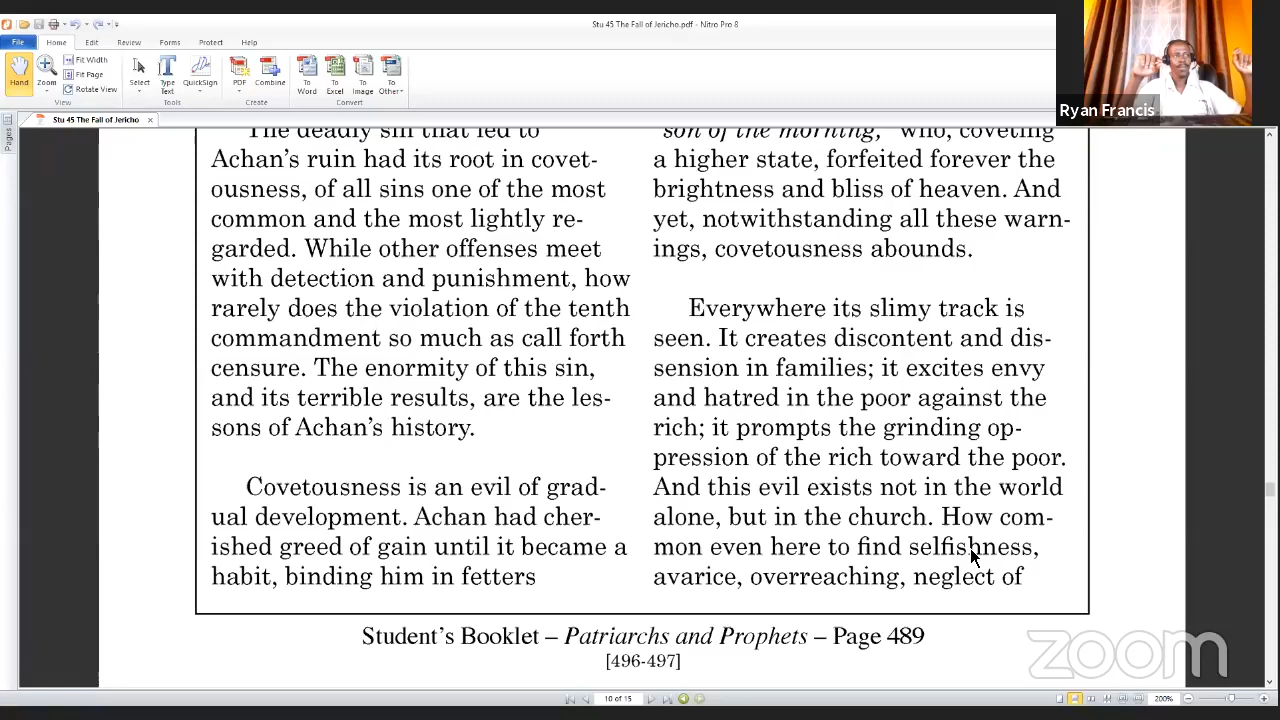 Stu 45 The Fall of Jericho.pdf - Nitro Pro 8
File Home Edit Review Forms Protect Help
Hand
Zoom
Fit Width
Fit Page
Rotate View
View
Select
Type Text
QuickSign
Tools
PDF
Combine
Create
To Word
To Excel
To Image
To Other
Convert
Ryan Francis
Pages
Stu 45 The Fall of Jericho
The deadly sin that led to
Achan's ruin had its root in covet-
ousness, of all sins one of the most
common and the most lightly re-
garded. While other offenses meet
with detection and punishment, how
rarely does the violation of the tenth
commandment so much as call forth
censure. The enormity of this sin,
and its terrible results, are the les-
sons of Achan's history.
Covetousness is an evil of grad-
ual development. Achan had cher-
ished greed of gain until it became a
habit, binding him in fetters
son of the morning," who, coveting
a higher state, forfeited forever the
brightness and bliss of heaven. And
yet, notwithstanding all these warn-
ings, covetousness abounds.
Everywhere its slimy track is
seen. It creates discontent and dis-
sension in families; it excites envy
and hatred in the poor against the
rich; it prompts the grinding op-
pression of the rich toward the poor.
And this evil exists not in the world
alone, but in the church. How com-
mon even here to find selfishness,
avarice, overreaching, neglect of
Student's Booklet – Patriarchs and Prophets – Page 489
[496-497]
zoom
10 of 15
200%